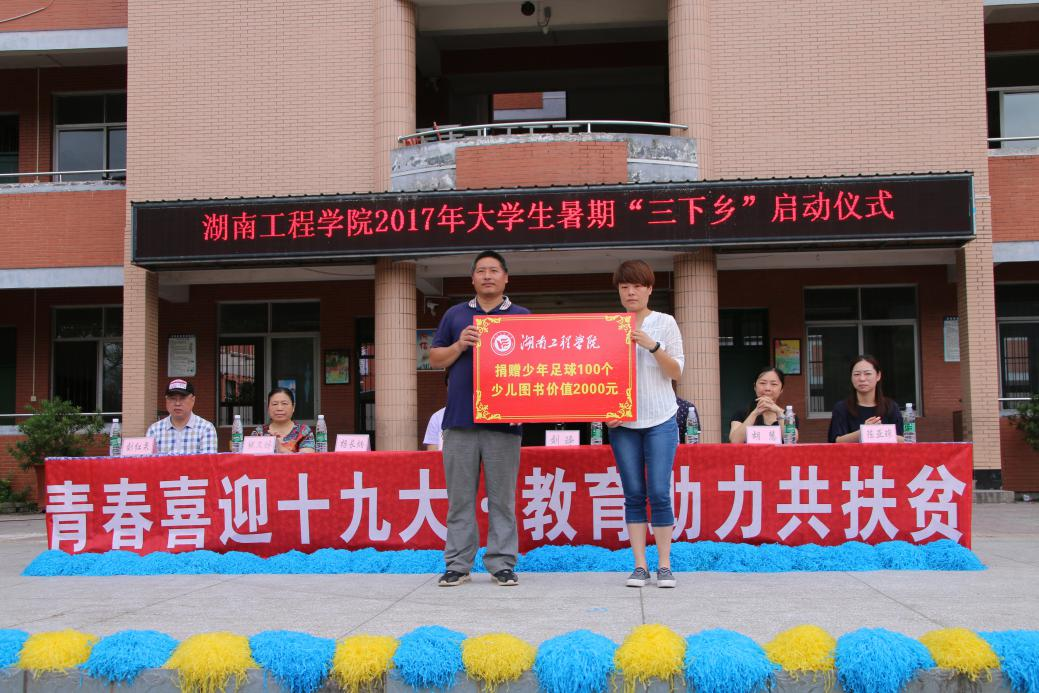 湖南工程学院2017年大学生暑期“三下乡”启动仪式
湖南工程学院
捐赠少年足球100个
少儿图书价值2000元
胡慧
青春喜迎十九大·教育助力共扶贫